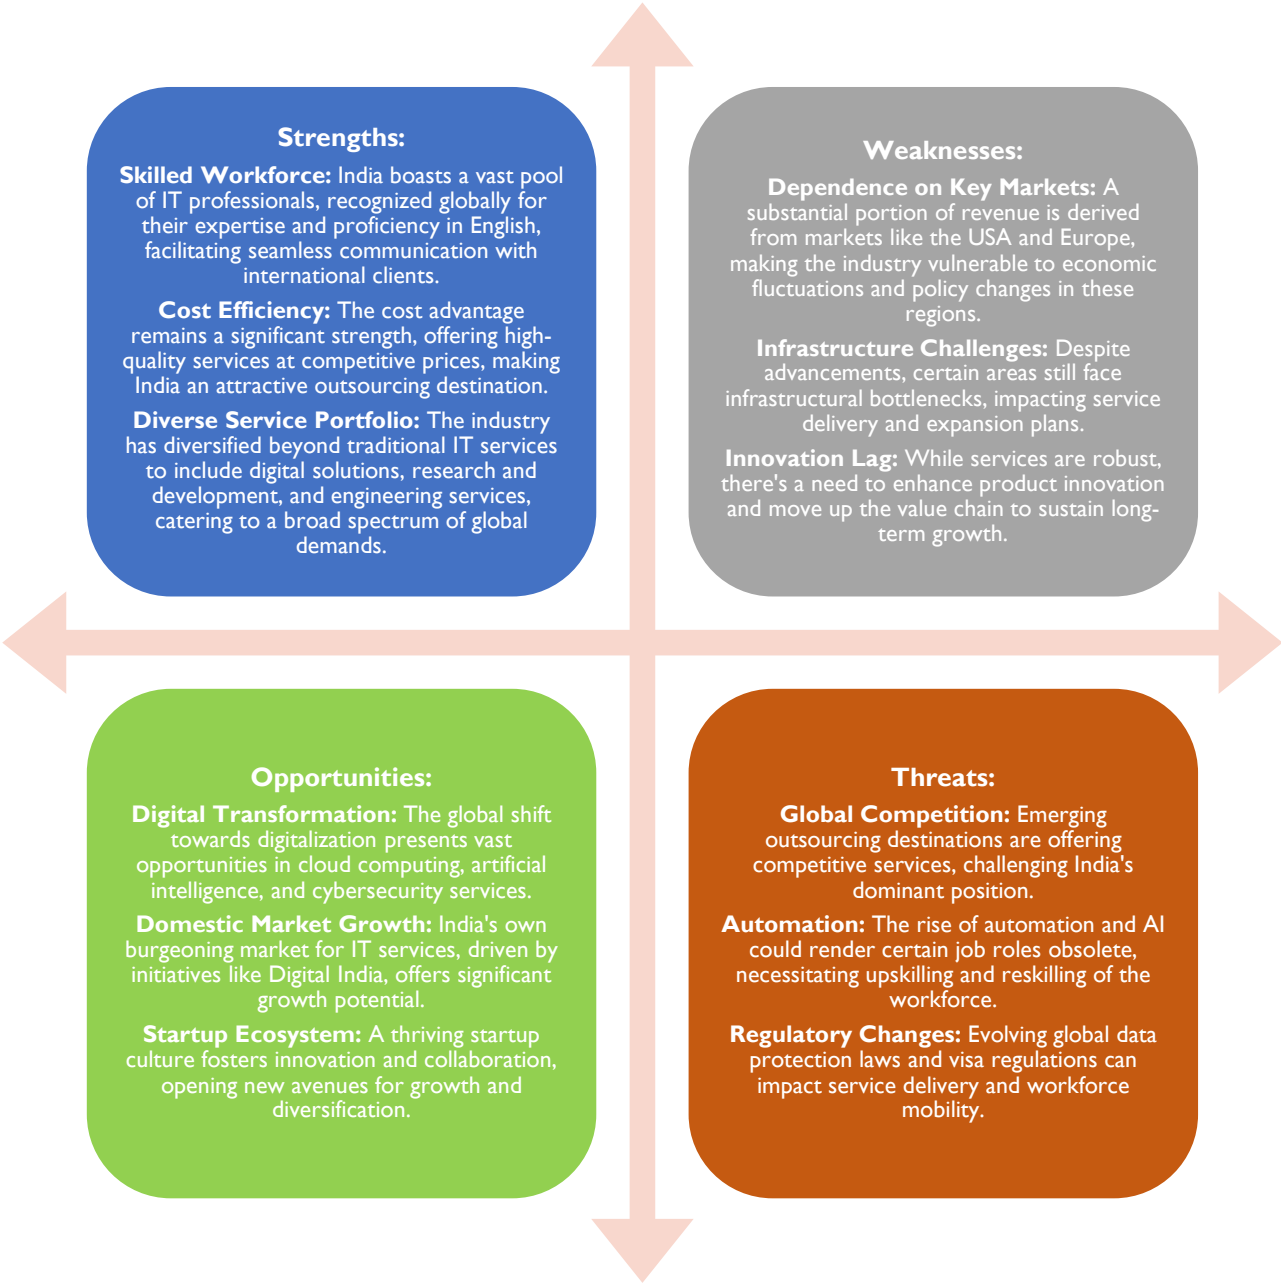 Strengths:
Skilled Workforce: India boasts a vast pool
of IT professionals, recognized globally for
their expertise and proficiency in English,
facilitating seamless communication with
international clients.
Cost Efficiency: The cost advantage
remains a significant strength, offering high-
quality services at competitive prices, making
India an attractive outsourcing destination.
Diverse Service Portfolio: The industry
has diversified beyond traditional IT services
to include digital solutions, research and
development, and engineering services,
catering to a broad spectrum of global
demands.
Weaknesses:
Dependence on Key Markets: A
substantial portion of revenue is derived
from markets like the USA and Europe,
making the industry vulnerable to economic
fluctuations and policy changes in these
regions.
Infrastructure Challenges: Despite
advancements, certain areas still face
infrastructural bottlenecks, impacting service
delivery and expansion plans.
Innovation Lag: While services are robust,
there's a need to enhance product innovation
and move up the value chain to sustain long-
term growth.
Opportunities:
Digital Transformation: The global shift
towards digitalization presents vast
opportunities in cloud computing, artificial
intelligence, and cybersecurity services.
Domestic Market Growth: India's own
burgeoning market for IT services, driven by
initiatives like Digital India, offers significant
growth potential.
Startup Ecosystem: A thriving startup
culture fosters innovation and collaboration,
opening new avenues for growth and
diversification.
Threats:
Global Competition: Emerging
outsourcing destinations are offering
competitive services, challenging India's
dominant position.
Automation: The rise of automation and AI
could render certain job roles obsolete,
necessitating upskilling and reskilling of the
workforce.
Regulatory Changes: Evolving global data
protection laws and visa regulations can
impact service delivery and workforce
mobility.